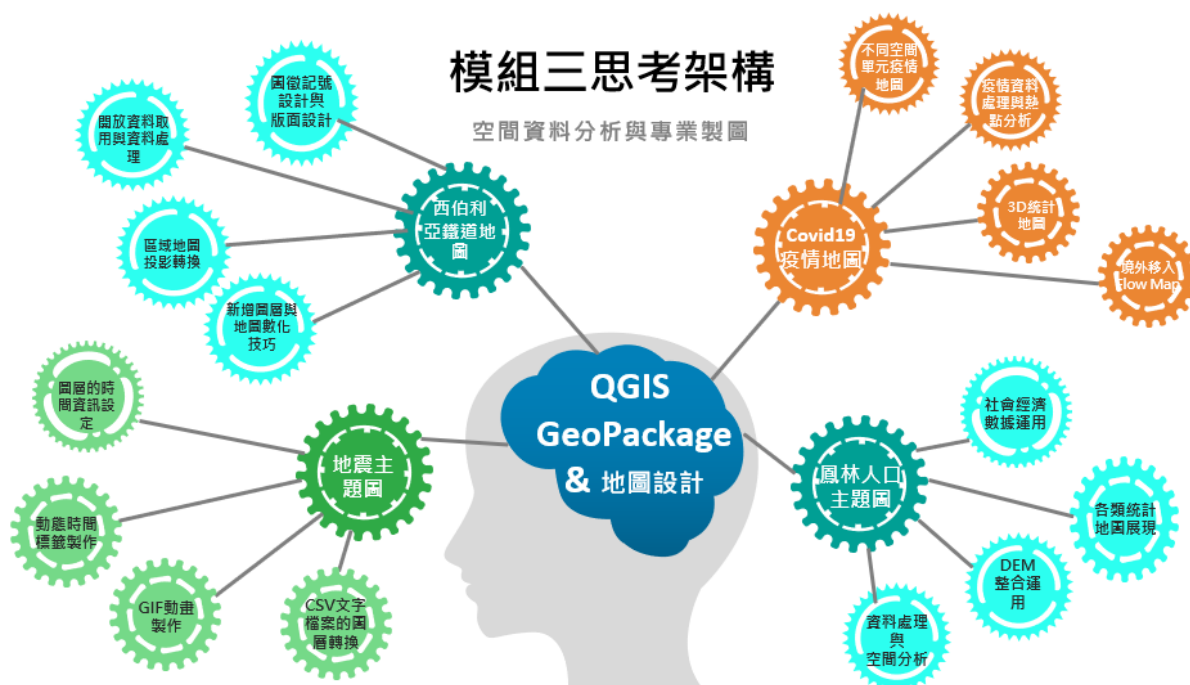 模組三思考架構
空間資料分析與專業製圖
圖徵記號
設計與
版面設計
開放資料取
用與資料處
理
區域地圖
投影轉換
新增圖層與
地圖數化
技巧
西伯利
亞鐵道地
圖
不同空間
單元疫情
地圖
疫情資料
處理與熱
點分析
3D統計
地圖
境外移入
Flow Map
Covid19
疫情地圖
QGIS
GeoPackage
& 地圖設計
圖層的時
間資訊設
定
動態時間
標籤製作
GIF動畫
製作
CSV文字
檔案的圖
層轉換
地震主
題圖
鳳林人口
主題圖
社會經濟
數據運用
各類統計
地圖展現
DEM
整合運
用
資料處理
與
空間分析